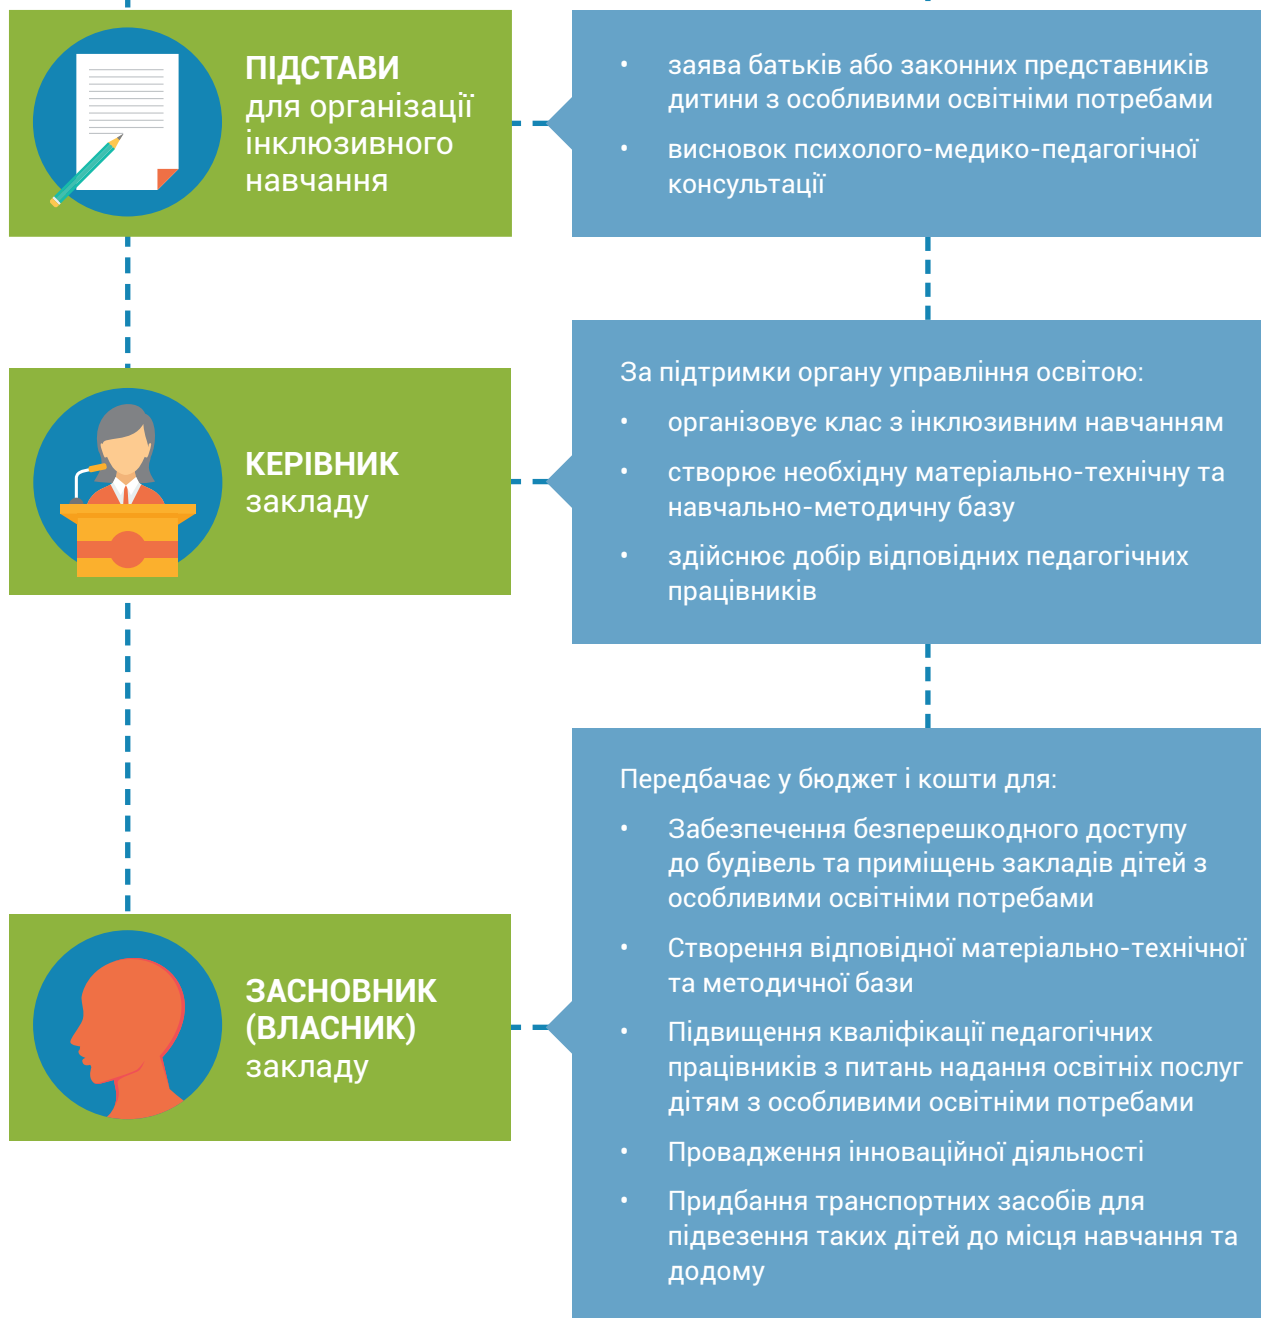 ПІДСТАВИ
для організації
інклюзивного
навчання
• заява батьків або законних представників
дитини з особливими освітніми потребами
• висновок психолого-медико-педагогічної
консультації
КЕРІВНИК
закладу
За підтримки органу управління освітою:
• організовує клас з інклюзивним навчанням
• створює необхідну матеріально-технічну та
навчально-методичну базу
• здійснює добір відповідних педагогічних
працівників
ЗАСНОВНИК
(ВЛАСНИК)
закладу
Передбачає у бюджет і кошти для:
• Забезпечення безперешкодного доступу
до будівель та приміщень закладів дітей з
особливими освітніми потребами
• Створення відповідної матеріально-технічної
та методичної бази
• Підвищення кваліфікації педагогічних
працівників з питань надання освітніх послуг
дітям з особливими освітніми потребами
• Провадження інноваційної діяльності
• Придбання транспортних засобів для
підвезення таких дітей до місця навчання та
додому